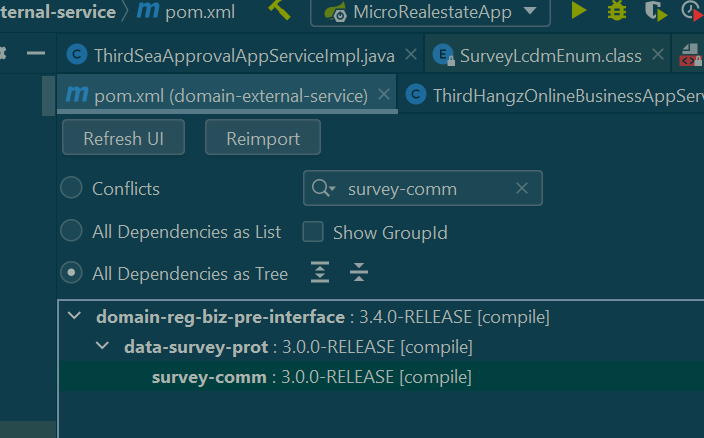 ternal-service pom.xml MicroRealestateApp
ThirdSeaApprovalAppServiceImpl.java SurveyLcdmEnum.class
pom.xml (domain-external-service) ThirdHangzOnlineBusinessAppServ
Refresh UI Reimport
Conflicts survey-comm
All Dependencies as List Show GroupId
All Dependencies as Tree
domain-reg-biz-pre-interface : 3.4.0-RELEASE [compile]
data-survey-prot : 3.0.0-RELEASE [compile]
survey-comm : 3.0.0-RELEASE [compile]